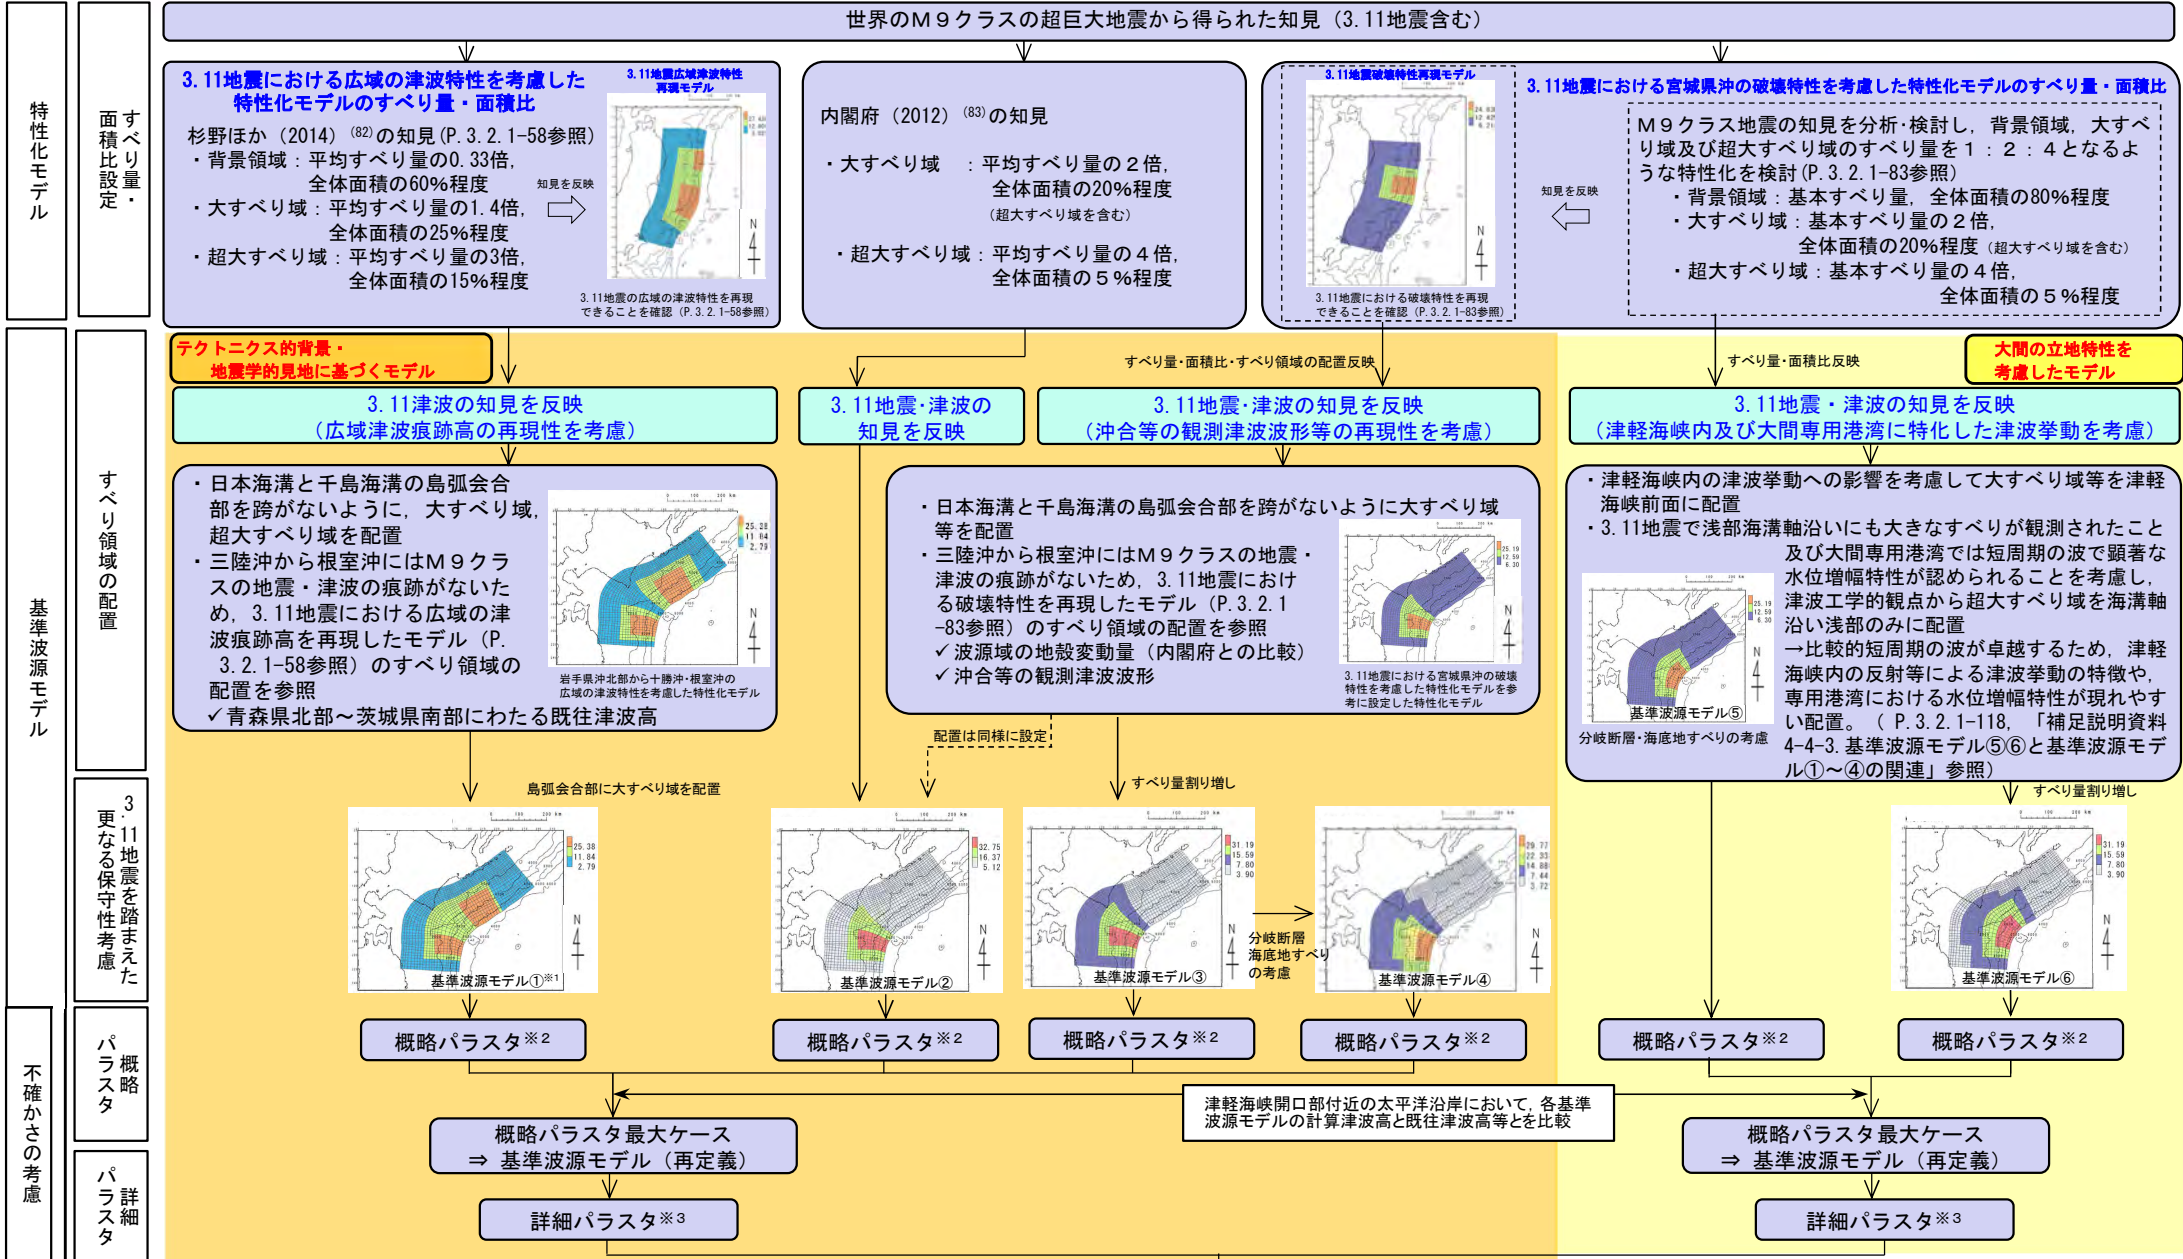 世界のＭ９クラスの超巨大地震から得られた知見（3.11地震含む）
特性化モデル
すべり量・
面積比設定
3.11地震における広域の津波特性を考慮した
特性化モデルのすべり量・面積比
杉野ほか（2014）(82)の知見(P.3.2.1-58参照)
・背景領域：平均すべり量の0.33倍，
全体面積の60%程度
・大すべり域：平均すべり量の1.4倍，
全体面積の25%程度
・超大すべり域：平均すべり量の3倍，
全体面積の15%程度
知見を反映
3.11地震広域津波特性
再現モデル
N
3.11地震の広域の津波特性を再現
できることを確認（P.3.2.1-58参照）
内閣府（2012）(83)の知見
・大すべり域　：平均すべり量の２倍，
全体面積の20%程度
（超大すべり域を含む）
・超大すべり域：平均すべり量の４倍，
全体面積の５%程度
3.11地震破壊特性再現モデル
N
3.11地震における破壊特性を再現
できることを確認（P.3.2.1-83参照）
知見を反映
3.11地震における宮城県沖の破壊特性を考慮した特性化モデルのすべり量・面積比
Ｍ９クラス地震の知見を分析・検討し，背景領域，大すべ
り域及び超大すべり域のすべり量を１：２：４となるよ
うな特性化を検討(P.3.2.1-83参照)
・背景領域：基本すべり量，全体面積の80%程度
・大すべり域：基本すべり量の２倍，
全体面積の20%程度（超大すべり域を含む）
・超大すべり域：基本すべり量の４倍，
全体面積の５%程度
基準波源モデル
すべり領域の配置
テクトニクス的背景・
地震学的見地に基づくモデル
すべり量・面積比・すべり領域の配置反映
すべり量・面積比反映
大間の立地特性を
考慮したモデル
3.11津波の知見を反映
（広域津波痕跡高の再現性を考慮）
3.11地震・津波の
知見を反映
3.11地震・津波の知見を反映
（沖合等の観測津波波形等の再現性を考慮）
3.11地震・津波の知見を反映
（津軽海峡内及び大間専用港湾に特化した津波挙動を考慮）
・日本海溝と千島海溝の島弧会合
部を跨がないように，大すべり域，
超大すべり域を配置
・三陸沖から根室沖にはＭ９クラ
スの地震・津波の痕跡がないた
め，3.11地震における広域の津
波痕跡高を再現したモデル（P.
3.2.1-58参照）のすべり領域の
配置を参照
✓青森県北部～茨城県南部にわたる既往津波高
0 100 200 km
25.38
11.84
2.79
N
岩手県沖北部から十勝沖・根室沖の
広域の津波特性を考慮した特性化モデル
・日本海溝と千島海溝の島弧会合部を跨がないように大すべり域
等を配置
・三陸沖から根室沖にはＭ９クラスの地震・
津波の痕跡がないため，3.11地震におけ
る破壊特性を再現したモデル（P.3.2.1
-83参照）のすべり領域の配置を参照
✓波源域の地殻変動量（内閣府との比較）
✓沖合等の観測津波波形
25.19
12.59
6.30
N
3.11地震における宮城県沖の破壊
特性を考慮した特性化モデルを参
考に設定した特性化モデル
・津軽海峡内の津波挙動への影響を考慮して大すべり域等を津軽
海峡前面に配置
・3.11地震で浅部海溝軸沿いにも大きなすべりが観測されたこと
及び大間専用港湾では短周期の波で顕著な
水位増幅特性が認められることを考慮し，
津波工学的観点から超大すべり域を海溝軸
沿い浅部のみに配置
→比較的短周期の波が卓越するため，津軽
海峡内の反射等による津波挙動の特徴や，
専用港湾における水位増幅特性が現れやす
い配置。（ P.3.2.1-118，「補足説明資料
4-4-3.基準波源モデル⑤⑥と基準波源モデ
ル①～④の関連」参照）
25.19
12.59
6.30
N
基準波源モデル⑤
分岐断層・海底地すべりの考慮
配置は同様に設定
3.11地震を踏まえた
更なる保守性考慮
島弧会合部に大すべり域を配置
すべり量割り増し
すべり量割り増し
0 100 200 km
25.38
11.84
2.79
N
基準波源モデル①※1
0 100 200 km
32.75
16.37
5.12
N
基準波源モデル②
0 100 200 km
31.19
15.59
7.80
3.90
N
基準波源モデル③
分岐断層
海底地すべり
の考慮
29.77
22.33
14.88
7.44
3.72
N
基準波源モデル④
0 100 200 km
31.19
15.59
7.80
3.90
N
基準波源モデル⑥
不確かさの考慮
概略
パラスタ
概略パラスタ※2
概略パラスタ※2
概略パラスタ※2
概略パラスタ※2
概略パラスタ※2
概略パラスタ※2
津軽海峡開口部付近の太平洋沿岸において，各基準
波源モデルの計算津波高と既往津波高等とを比較
概略パラスタ最大ケース
⇒ 基準波源モデル（再定義）
概略パラスタ最大ケース
⇒ 基準波源モデル（再定義）
詳細
パラスタ
詳細パラスタ※3
詳細パラスタ※3